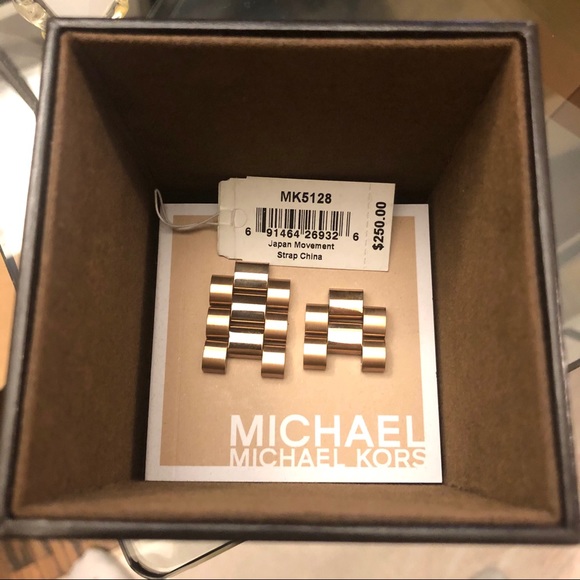 MK5128
6 91464 26932 6
Japan Movement
Strap China
$250.00
MICHAEL
MICHAEL KORS